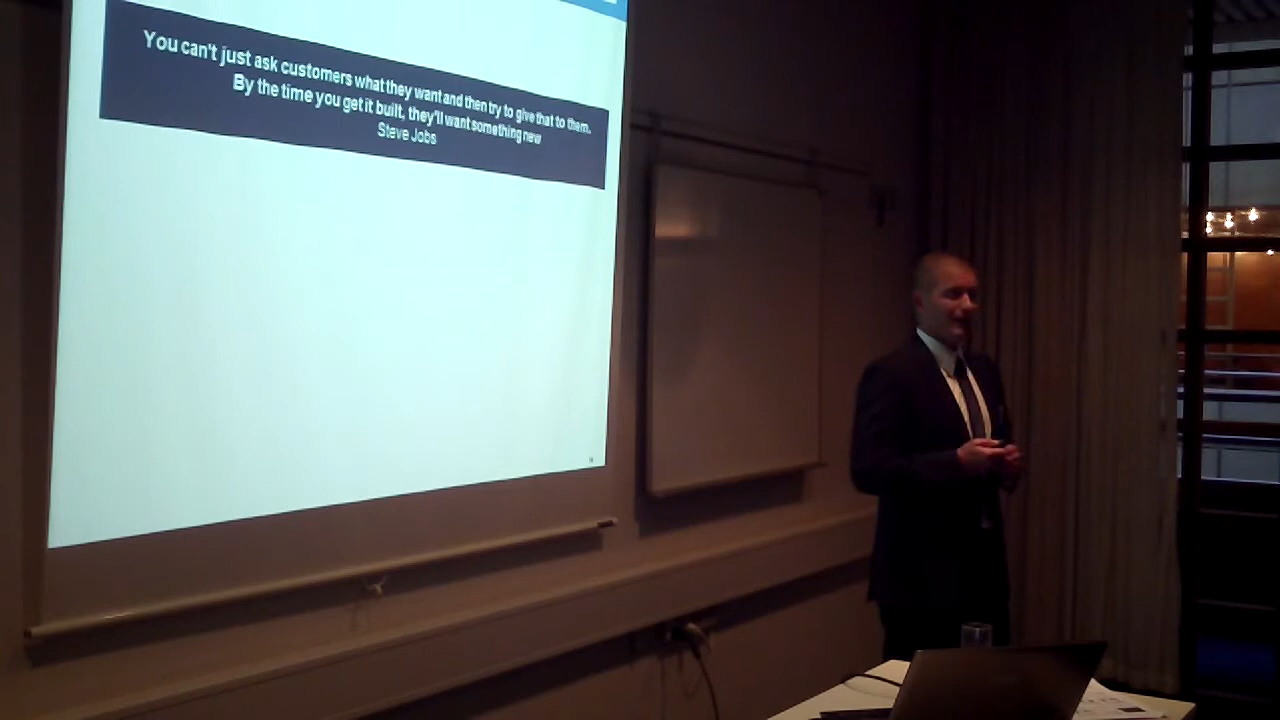 You can't just ask customers what they want and then try to give that to them.
By the time you get it built, they'll want something new
Steve Jobs